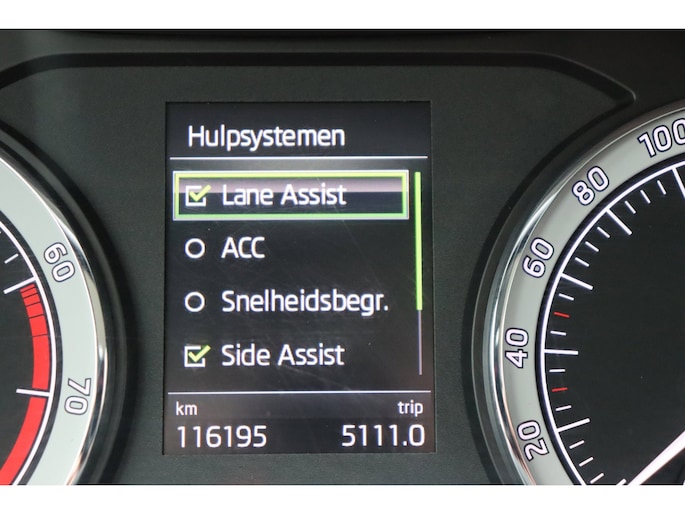 Hulpsystemen
Lane Assist
ACC
Snelheidsbegr.
Side Assist
km trip
116195 5111.0
60
70
100
80
60
40
20